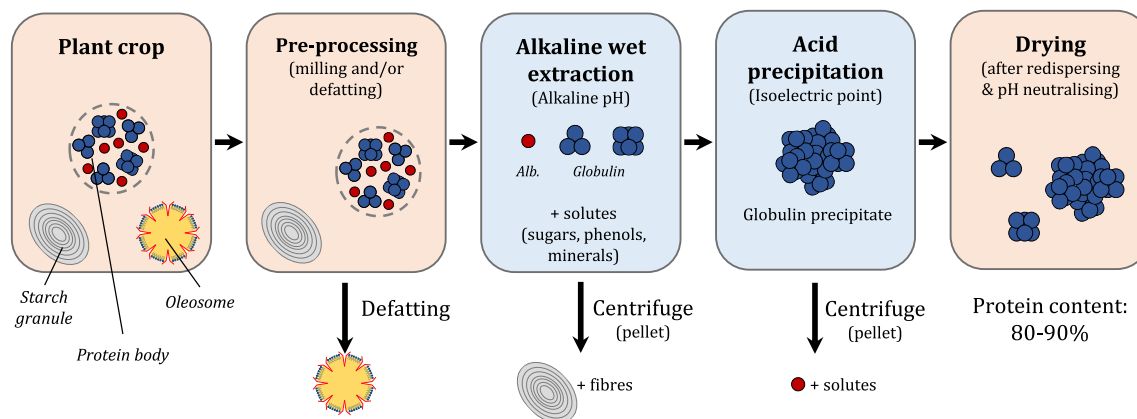 Plant crop
Starch
granule
Protein body
Oleosome
Pre-processing
(milling and/or
defatting)
Defatting
Alkaline wet
extraction
(Alkaline pH)
Alb.
Globulin
+ solutes
(sugars, phenols,
minerals)
Centrifuge
(pellet)
+ fibres
Acid
precipitation
(Isoelectric point)
Globulin precipitate
Centrifuge
(pellet)
+ solutes
Drying
(after redispersing
& pH neutralising)
Protein content:
80-90%